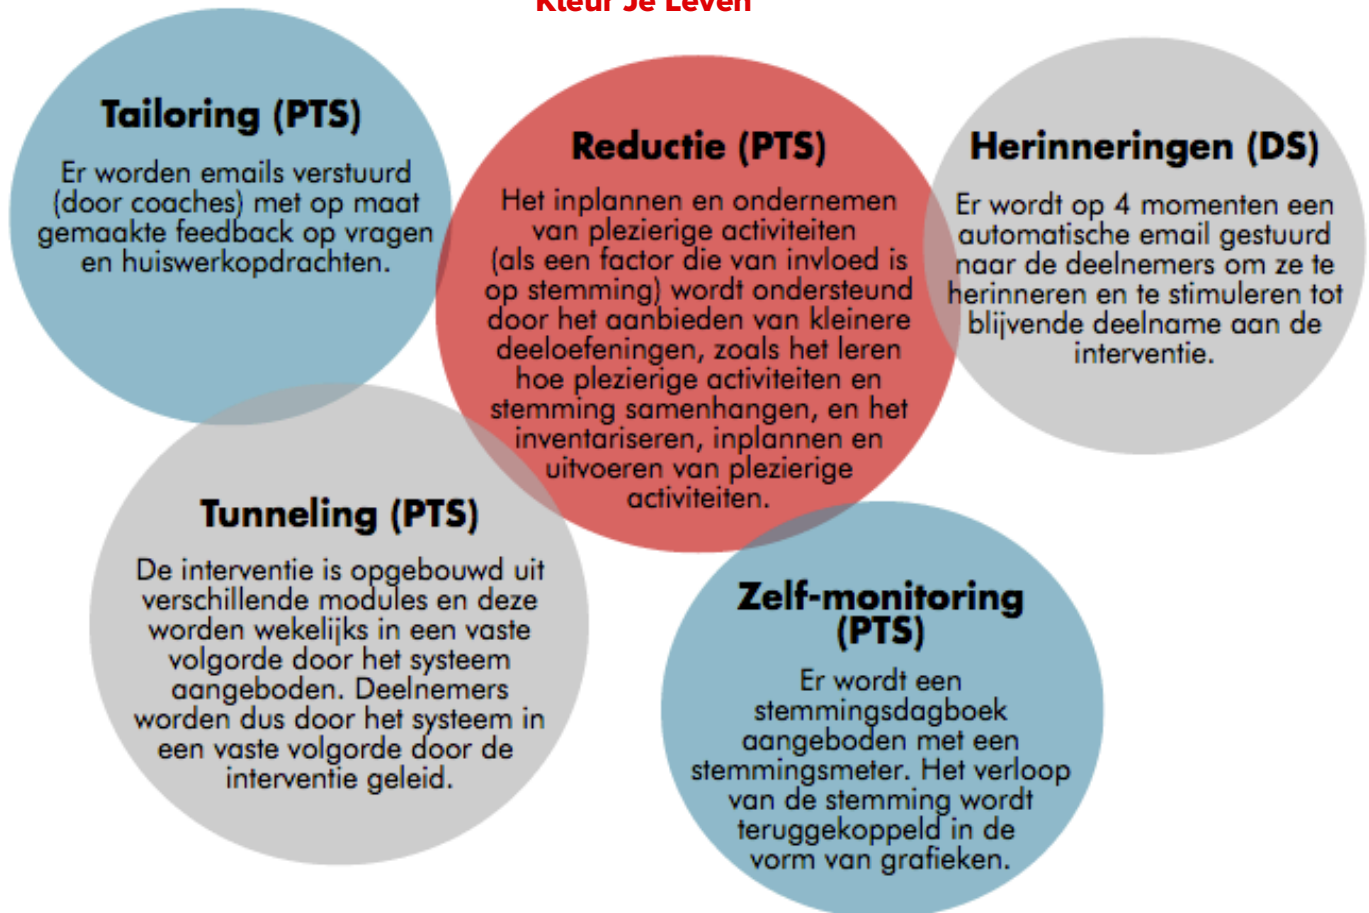 Kleur Je Leven
Tailoring (PTS)
Er worden emails verstuurd
(door coaches) met op maat
gemaakte feedback op vragen
en huiswerkopdrachten.
Reductie (PTS)
Het inplannen en ondernemen
van plezierige activiteiten
(als een factor die van invloed is
op stemming) wordt ondersteund
door het aanbieden van kleinere
deeloefeningen, zoals het leren
hoe plezierige activiteiten en
stemming samenhangen, en het
inventariseren, inplannen en
uitvoeren van plezierige
activiteiten.
Herinneringen (DS)
Er wordt op 4 momenten een
automatische email gestuurd
naar de deelnemers om ze te
herinneren en te stimuleren tot
blijvende deelname aan de
interventie.
Tunneling (PTS)
De interventie is opgebouwd uit
verschillende modules en deze
worden wekelijks in een vaste
volgorde door het systeem
aangeboden. Deelnemers
worden dus door het systeem in
een vaste volgorde door de
interventie geleid.
Zelf-monitoring
(PTS)
Er wordt een
stemmingsdagboek
aangeboden met een
stemmingsmeter. Het verloop
van de stemming wordt
teruggekoppeld in de
vorm van grafieken.